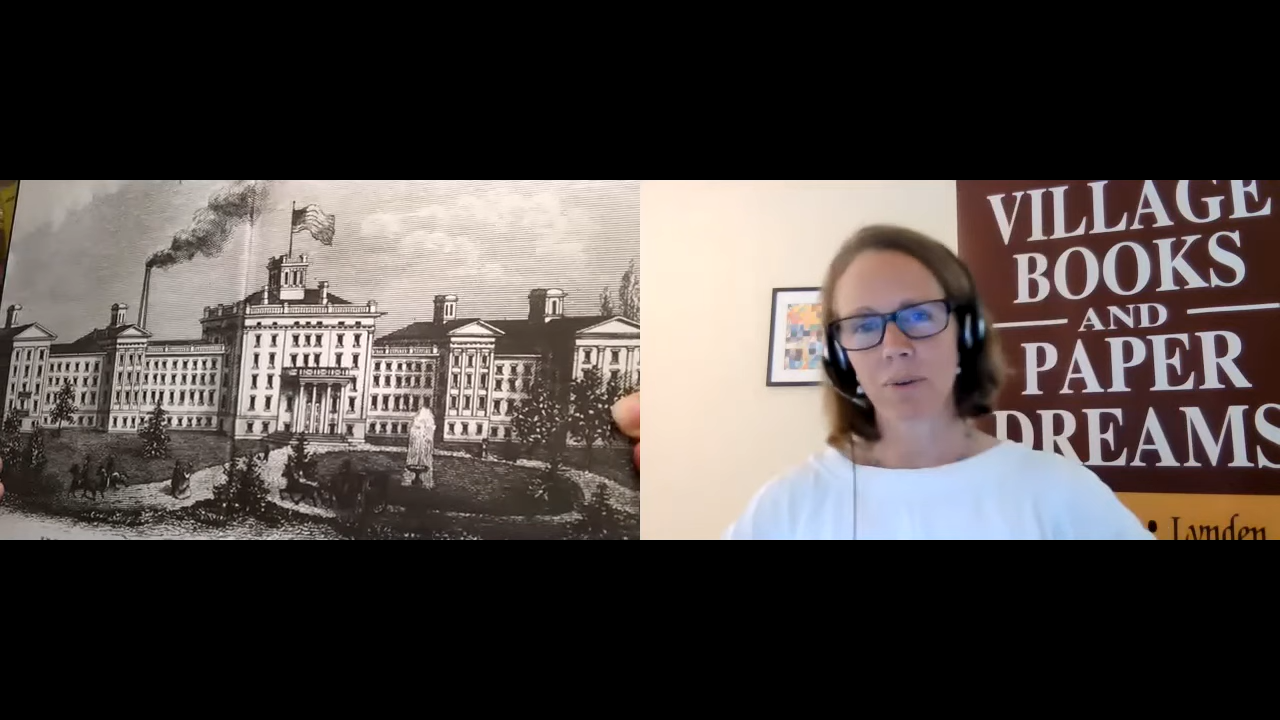 VILLAGE
BOOKS
AND
PAPER
DREAMS
• Lynden